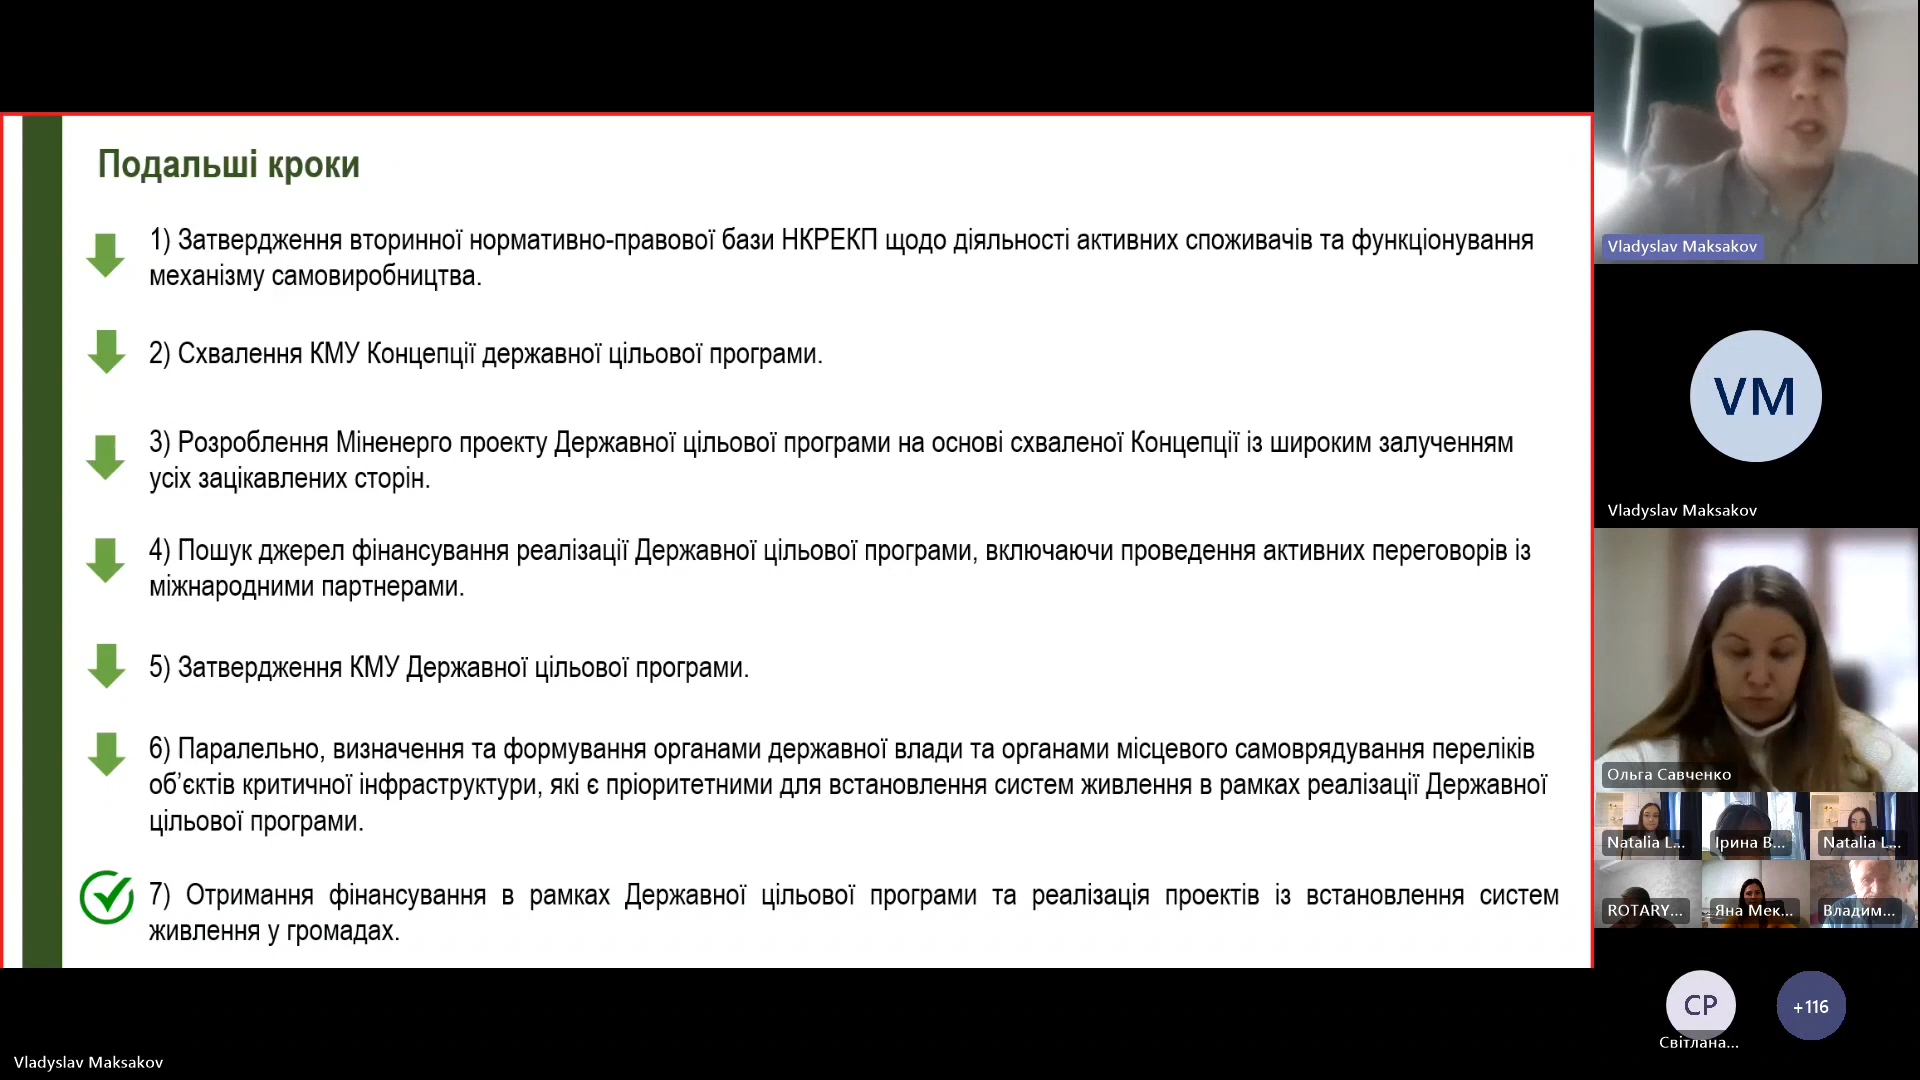 Подальші кроки
1) Затвердження вторинної нормативно-правової бази НКРЕКП щодо діяльності активних споживачів та функціонування
механізму самовиробництва.
2) Схвалення КМУ Концепції державної цільової програми.
3) Розроблення Міненерго проекту Державної цільової програми на основі схваленої Концепції із широким залученням
усіх зацікавлених сторін.
4) Пошук джерел фінансування реалізації Державної цільової програми, включаючи проведення активних переговорів із
міжнародними партнерами.
5) Затвердження КМУ Державної цільової програми.
6) Паралельно, визначення та формування органами державної влади та органами місцевого самоврядування переліків
об’єктів критичної інфраструктури, які є пріоритетними для встановлення систем живлення в рамках реалізації Державної
цільової програми.
7) Отримання фінансування в рамках Державної цільової програми та реалізація проектів із встановлення систем
живлення у громадах.
Vladyslav Maksakov
VM
Vladyslav Maksakov
Ольга Савченко
Natalia L...
Ірина В...
Natalia L...
ROTARY...
Яна Мек...
Владим...
СР
+116
Світлана...
Vladyslav Maksakov